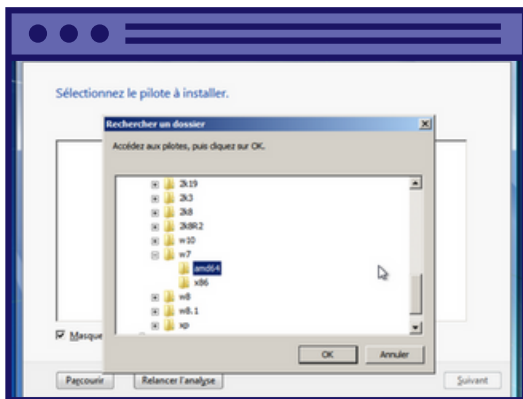 Sélectionnez le pilote à installer.
Rechercher un dossier
Accédez aux pilotes, puis cliquez sur OK.
2k19
2k3
2k8
2k8R2
w10
w7
amd64
x86
w8
w8.1
xp
Masque
OK
Annuler
Parcourir
Relancer l'analyse
Suivant